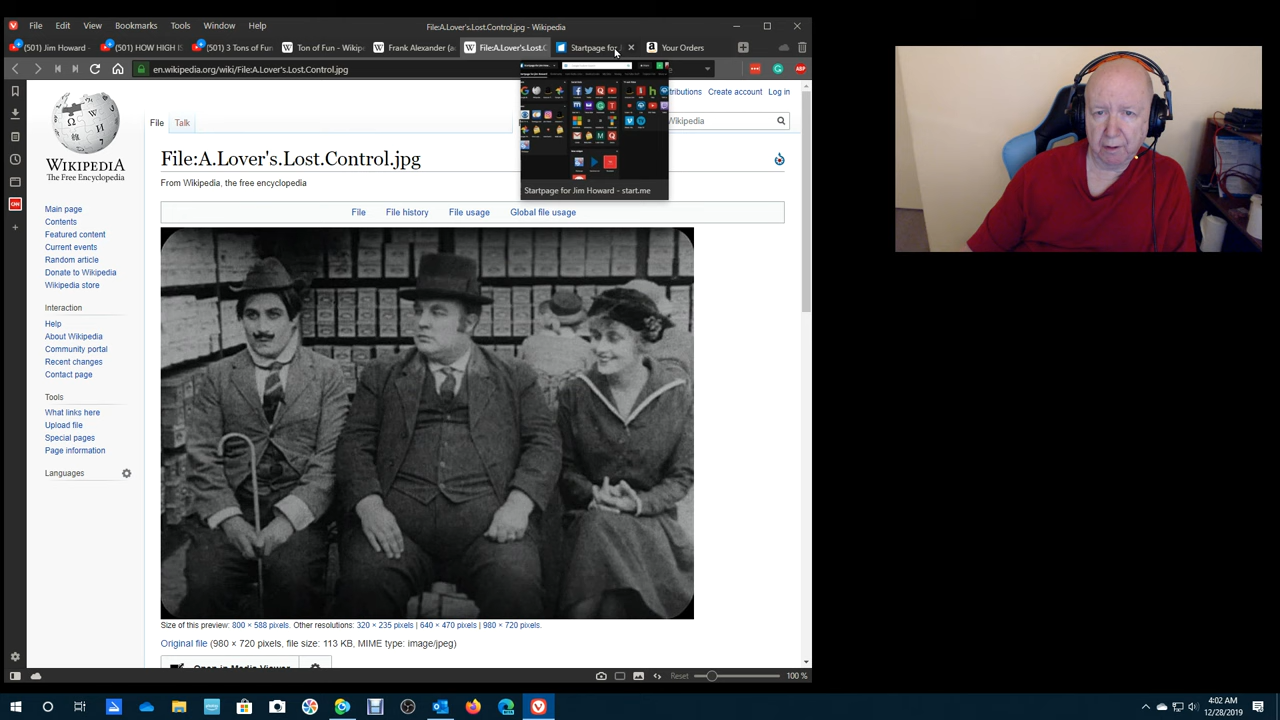 File Edit View
File:A.Lover's.Lost.Control.jpg - Wikipedia
(501) Jim Howard -
(501) HOW HIGH IS
(501) 3 Tons of Fun
Ton of Fun - Wikip
Frank Alexander (a
File:A.Lover's.Lost.C
Startpage for
Your Orders
en.wikipedia.org/wiki/File:A.Lover's.Lost.Control.jpg
ABP
tributions Create account Log in
WIKIPEDIA
The Free Encyclopedia
File Talk
Wikipedia
File:A.Lover's.Lost.Control.jpg
From Wikipedia, the free encyclopedia
Startpage for Jim Howard - start.me
File File history File usage Global file usage
Main page
Contents
Featured content
Current events
Random article
Donate to Wikipedia
Wikipedia store
Interaction
Help
About Wikipedia
Community portal
Recent changes
Contact page
Tools
What links here
Upload file
Special pages
Page information
Languages
Size of this preview: 800 × 588 pixels. Other resolutions: 320 × 235 pixels | 640 × 470 pixels | 980 × 720 pixels.
Original file (980 × 720 pixels, file size: 113 KB, MIME type: image/jpeg)
Open in Media Viewer
Reset 100 %
4:02 AM
12/28/2019